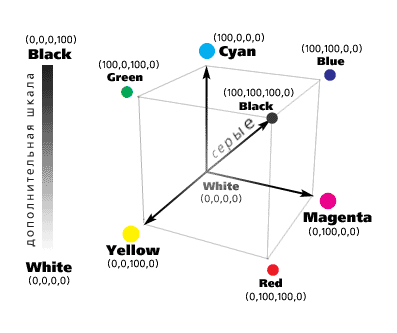 (0,0,0,100)
Black
дополнительная шкала
White
(0,0,0,0)
(100,0,0,0)
Cyan
(100,100,0,0)
Blue
(100,0,100,0)
Green
(100,100,100,0)
Black
серые
White
(0,0,0,0)
Magenta
(0,100,0,0)
Yellow
(0,0,100,0)
Red
(0,100,100,0)